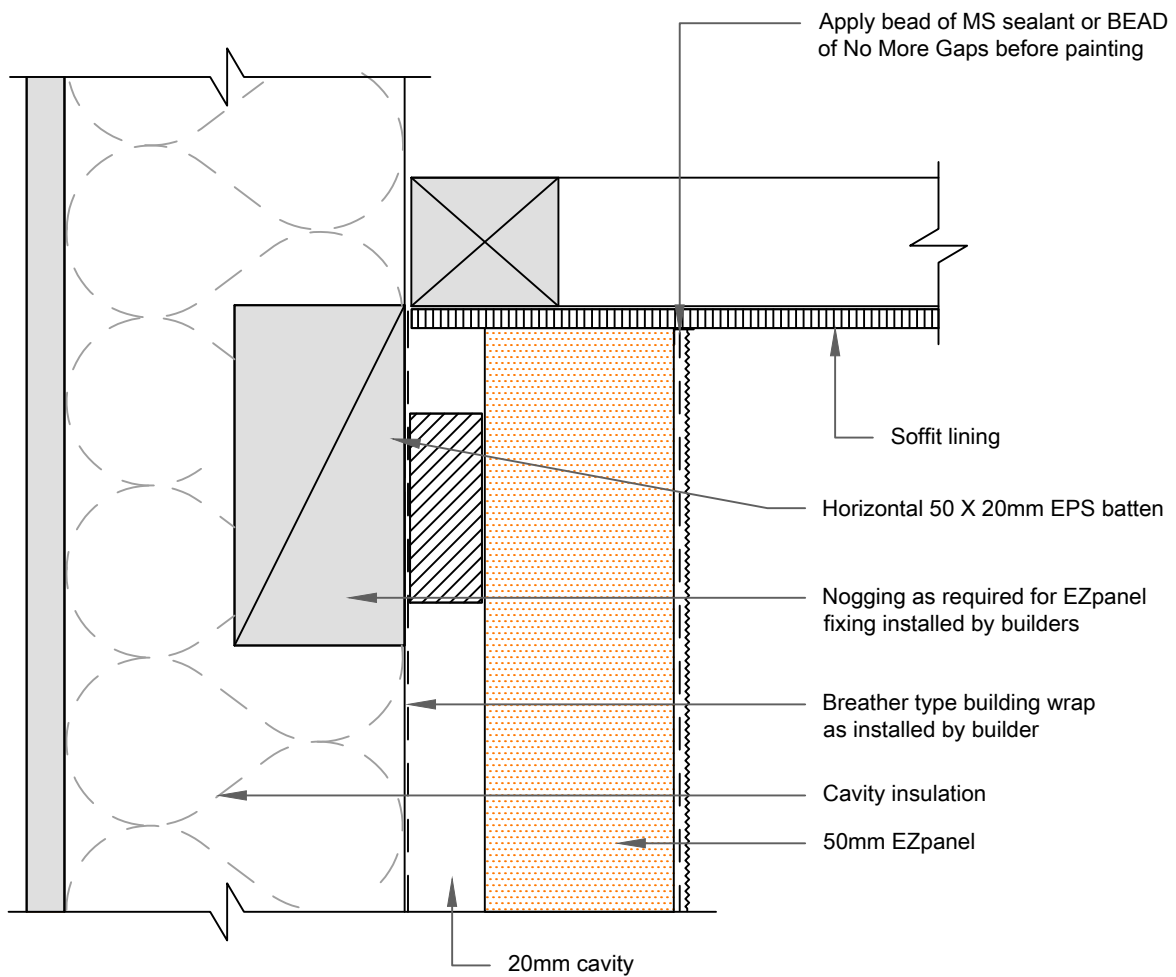 Apply bead of MS sealant or BEAD
of No More Gaps before painting
Soffit lining
Horizontal 50 X 20mm EPS batten
Nogging as required for EZpanel
fixing installed by builders
Breather type building wrap
as installed by builder
Cavity insulation
50mm EZpanel
20mm cavity